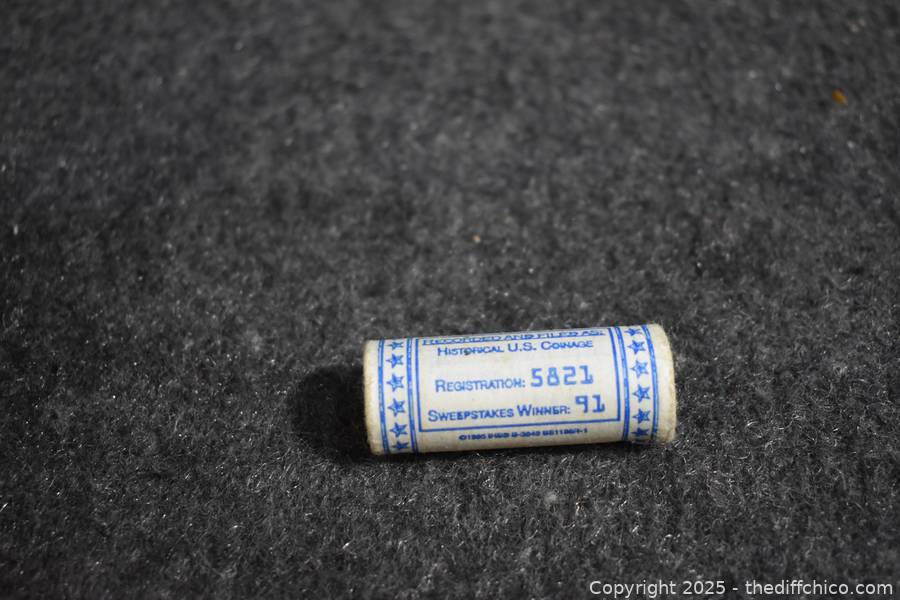 RECORDED AND FILED AS:
HISTORICAL U.S. COINAGE
REGISTRATION: 5821
SWEEPSTAKES WINNER: 91
Copyright 2025 - thediffchico.com